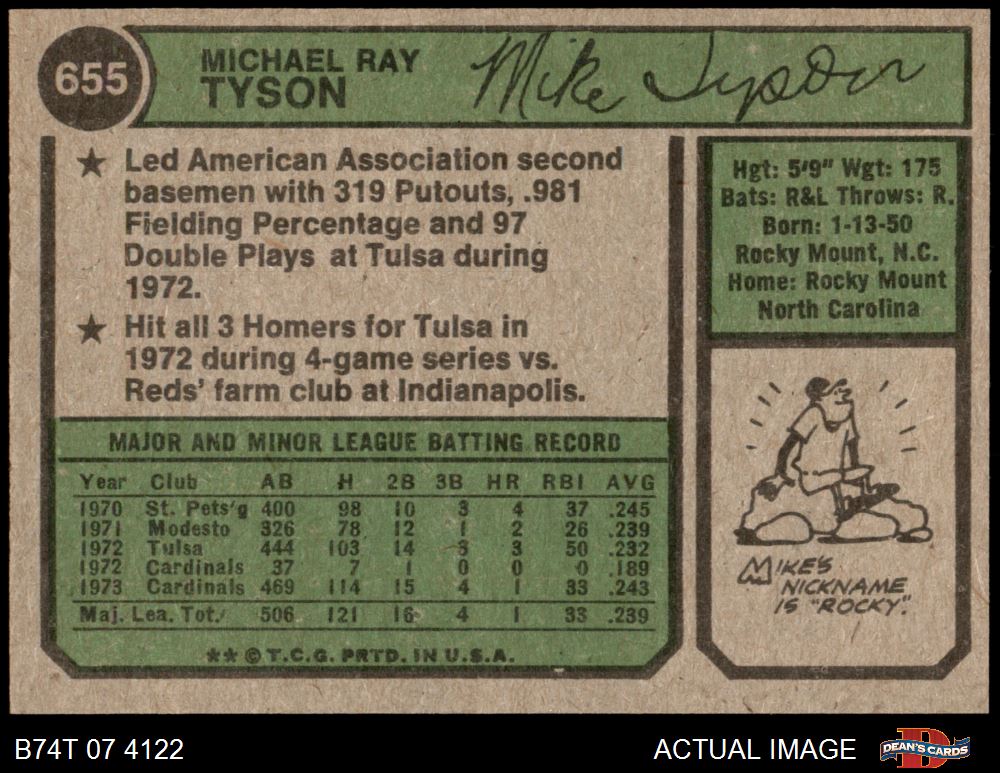 655
MICHAEL RAY
TYSON
Mike Tyson
★ Led American Association second
basemen with 319 Putouts, .981
Fielding Percentage and 97
Double Plays at Tulsa during
1972.
★ Hit all 3 Homers for Tulsa in
1972 during 4-game series vs.
Reds' farm club at Indianapolis.
Hgt: 5'9" Wgt: 175
Bats: R&L Throws: R.
Born: 1-13-50
Rocky Mount, N.C.
Home: Rocky Mount
North Carolina
MAJOR AND MINOR LEAGUE BATTING RECORD
Year Club AB H 2B 3B HR RBI AVG
1970 St. Pets'g 400 98 10 3 4 37 .245
1971 Modesto 326 78 12 1 2 26 .239
1972 Tulsa 444 103 14 3 3 50 .232
1972 Cardinals 37 7 1 0 0 0 .189
1973 Cardinals 469 114 15 4 1 33 .243
Maj. Lea. Tot. 506 121 16 4 1 33 .239
** © T.C.G. PRTD. IN U.S.A.
MIKE'S
NICKNAME
IS "ROCKY."
B74T 07 4122
ACTUAL IMAGE
DEAN'S CARDS